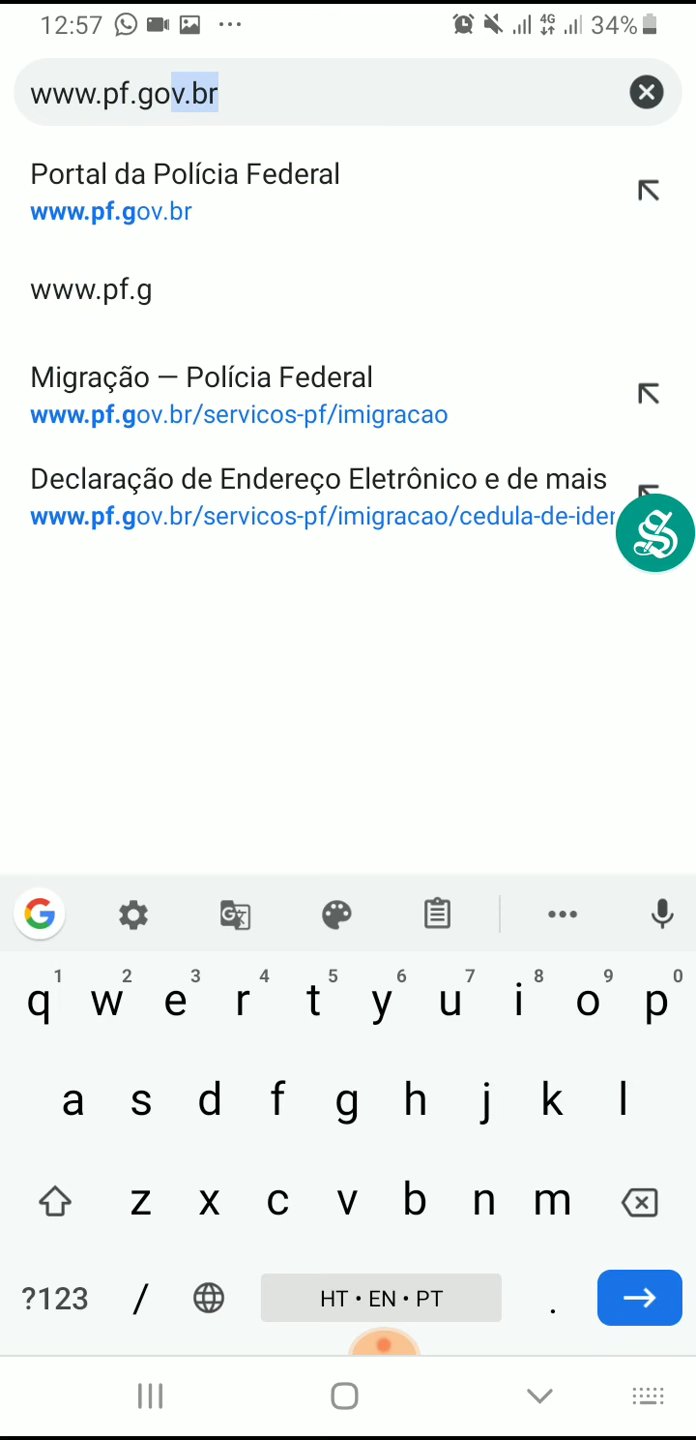 12:57 4G 34%
www.pf.gov.br
Portal da Polícia Federal
www.pf.gov.br
www.pf.g
Migração — Polícia Federal
www.pf.gov.br/servicos-pf/imigracao
Declaração de Endereço Eletrônico e de mais
www.pf.gov.br/servicos-pf/imigracao/cedula-de-iden
S
G G
1 2 3 4 5 6 7 8 9 0
q w e r t y u i o p
a s d f g h j k l
z x c v b n m
?123 / HT • EN • PT .